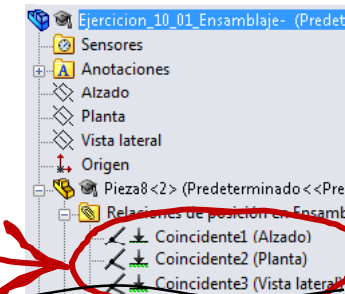 Ejercicion_10_01_Ensamblaje- (Predet
Sensores
A Anotaciones
Alzado
Planta
Vista lateral
Origen
Pieza8<2> (Predeterminado<<Pre
Relaciones de posición en Ensamb
Coincidente1 (Alzado)
Coincidente2 (Planta)
Coincidente3 (Vista lateral)